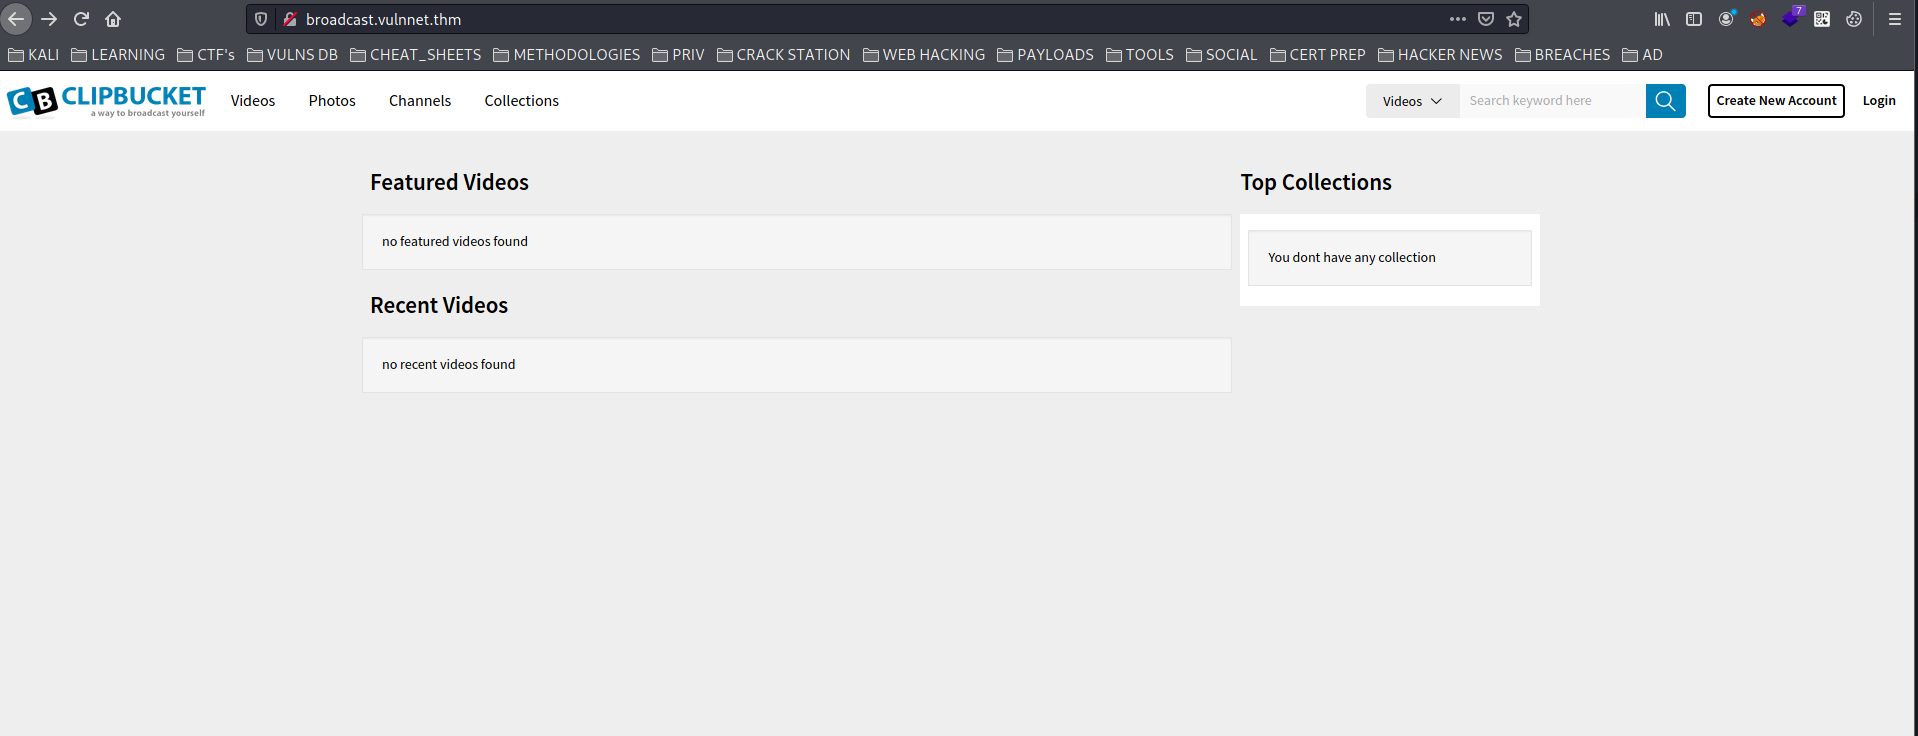 broadcast.vulnnet.thm
7
KALI LEARNING CTF's VULNS DB CHEAT_SHEETS METHODOLOGIES PRIV CRACK STATION WEB HACKING PAYLOADS TOOLS SOCIAL CERT PREP HACKER NEWS BREACHES AD
CB CLIPBUCKET Videos Photos Channels Collections Videos Search keyword here Create New Account Login
a way to broadcast yourself
Featured Videos Top Collections
no featured videos found
You dont have any collection
Recent Videos
no recent videos found